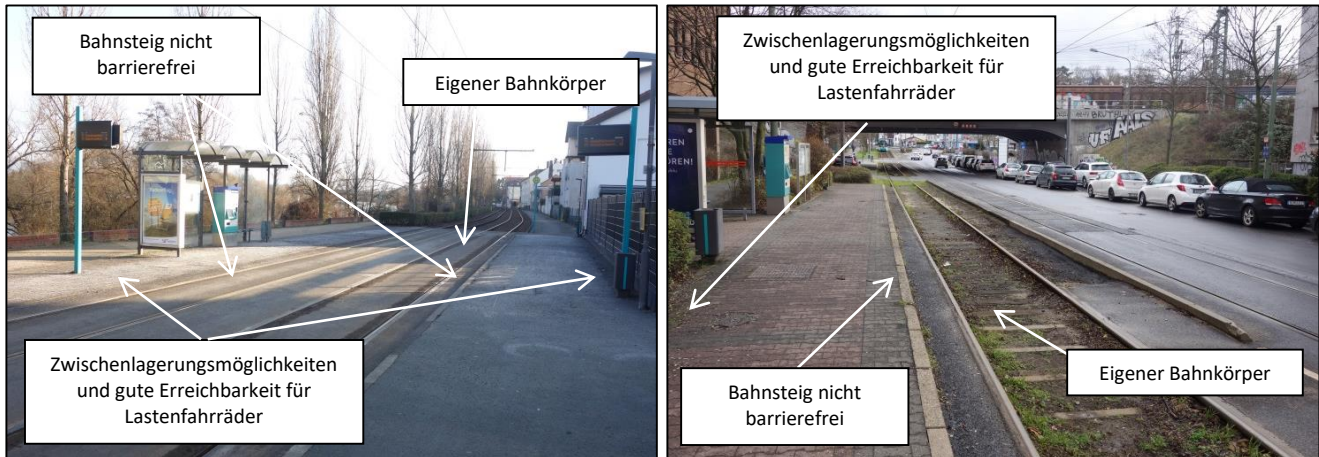 Bahnsteig nicht
barrierefrei
Eigener Bahnkörper
Zwischenlagerungsmöglichkeiten
und gute Erreichbarkeit für
Lastenfahrräder
Zwischenlagerungsmöglichkeiten
und gute Erreichbarkeit für
Lastenfahrräder
Bahnsteig nicht
barrierefrei
Eigener Bahnkörper